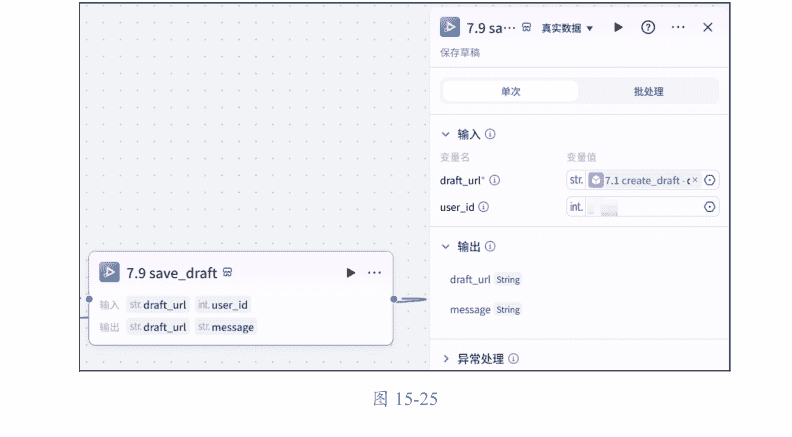 7.9 sa··· 真实数据
保存草稿
单次 批处理
输入
变量名 变量值
draft_url* str. 7.1 create_draft - c ×
user_id int.
输出
draft_url String
message String
异常处理
7.9 save_draft
输入 str. draft_url int. user_id
输出 str. draft_url str. message
图 15-25